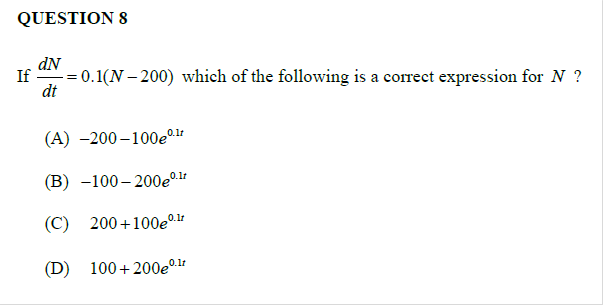 QUESTION 8
If dN/dt = 0.1(N – 200) which of the following is a correct expression for N ?
(A) –200 – 100e^0.1t
(B) –100 – 200e^0.1t
(C) 200 + 100e^0.1t
(D) 100 + 200e^0.1t